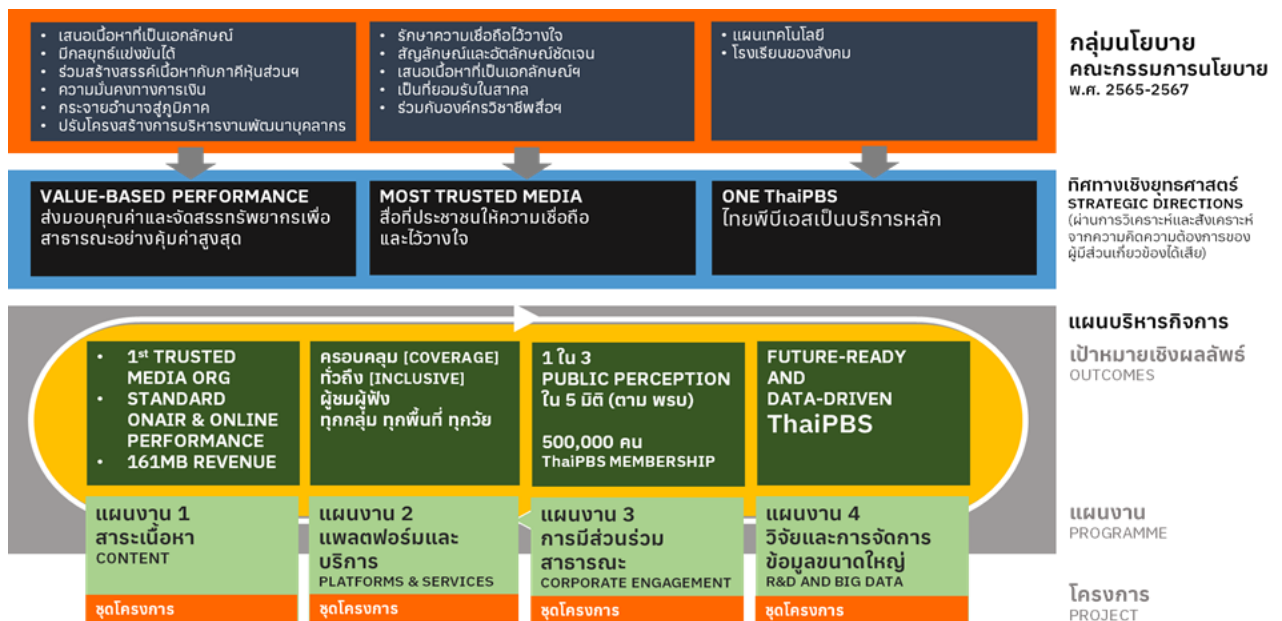 • เสนอเนื้อหาที่เป็นเอกลักษณ์
• มีกลยุทธ์แข่งขันได้
• ร่วมสร้างสรรค์เนื้อหากับภาคีหุ้นส่วนฯ
• ความมั่นคงทางการเงิน
• กระจายอำนาจสู่ภูมิภาค
• ปรับโครงสร้างการบริหารงานพัฒนาบุคลากร
• รักษาความเชื่อถือไว้วางใจ
• สัญลักษณ์และอัตลักษณ์ชัดเจน
• เสนอเนื้อหาที่เป็นเอกลักษณ์ฯ
• เป็นที่ยอมรับในสากล
• ร่วมกับองค์กรวิชาชีพสื่อฯ
• แผนเทคโนโลยี
• โรงเรียนของสังคม
กลุ่มนโยบาย
คณะกรรมการนโยบาย
พ.ศ. 2565-2567
VALUE-BASED PERFORMANCE
ส่งมอบคุณค่าและจัดสรรทรัพยากรเพื่อ
สาธารณะอย่างคุ้มค่าสูงสุด
MOST TRUSTED MEDIA
สื่อที่ประชาชนให้ความเชื่อถือ
และไว้วางใจ
ONE ThaiPBS
ไทยพีบีเอสเป็นบริการหลัก
ทิศทางเชิงยุทธศาสตร์
STRATEGIC DIRECTIONS
(ผ่านการวิเคราะห์และสังเคราะห์
จากความคิดความต้องการของ
ผู้มีส่วนเกี่ยวข้องได้เสีย)
• 1st TRUSTED
MEDIA ORG
• STANDARD
ONAIR & ONLINE
PERFORMANCE
• 161MB REVENUE
ครอบคลุม [COVERAGE]
ทั่วถึง [INCLUSIVE]
ผู้ชมผู้ฟัง
ทุกกลุ่ม ทุกพื้นที่ ทุกวัย
1 ใน 3
PUBLIC PERCEPTION
ใน 5 มิติ (ตาม พรบ)
500,000 คน
ThaiPBS MEMBERSHIP
FUTURE-READY
AND
DATA-DRIVEN
ThaiPBS
แผนบริหารกิจการ
เป้าหมายเชิงผลลัพธ์
OUTCOMES
แผนงาน 1
สาระเนื้อหา
CONTENT
แผนงาน 2
แพลตฟอร์มและ
บริการ
PLATFORMS & SERVICES
แผนงาน 3
การมีส่วนร่วม
สาธารณะ
CORPORATE ENGAGEMENT
แผนงาน 4
วิจัยและการจัดการ
ข้อมูลขนาดใหญ่
R&D AND BIG DATA
แผนงาน
PROGRAMME
ชุดโครงการ
ชุดโครงการ
ชุดโครงการ
ชุดโครงการ
โครงการ
PROJECT